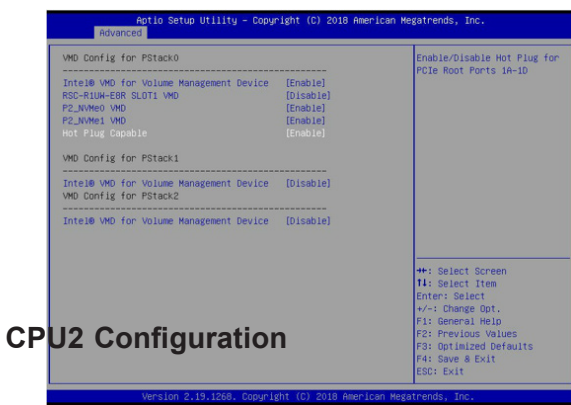 Aptio Setup Utility – Copyright (C) 2018 American Megatrends, Inc.
Advanced
VMD Config for PStack0
------------------------------------------------
Intel® VMD for Volume Management Device [Enable]
RSC-R1UW-E8R SLOT1 VMD [Disable]
P2_NVMe0 VMD [Enable]
P2_NVMe1 VMD [Enable]
Hot Plug Capable [Enable]
VMD Config for PStack1
------------------------------------------------
Intel® VMD for Volume Management Device [Disable]
VMD Config for PStack2
------------------------------------------------
Intel® VMD for Volume Management Device [Disable]
Enable/Disable Hot Plug for
PCIe Root Ports 1A-1D
→←: Select Screen
↑↓: Select Item
Enter: Select
+/-: Change Opt.
F1: General Help
F2: Previous Values
F3: Optimized Defaults
F4: Save & Exit
ESC: Exit
CPU2 Configuration
Version 2.19.1268. Copyright (C) 2018 American Megatrends, Inc.